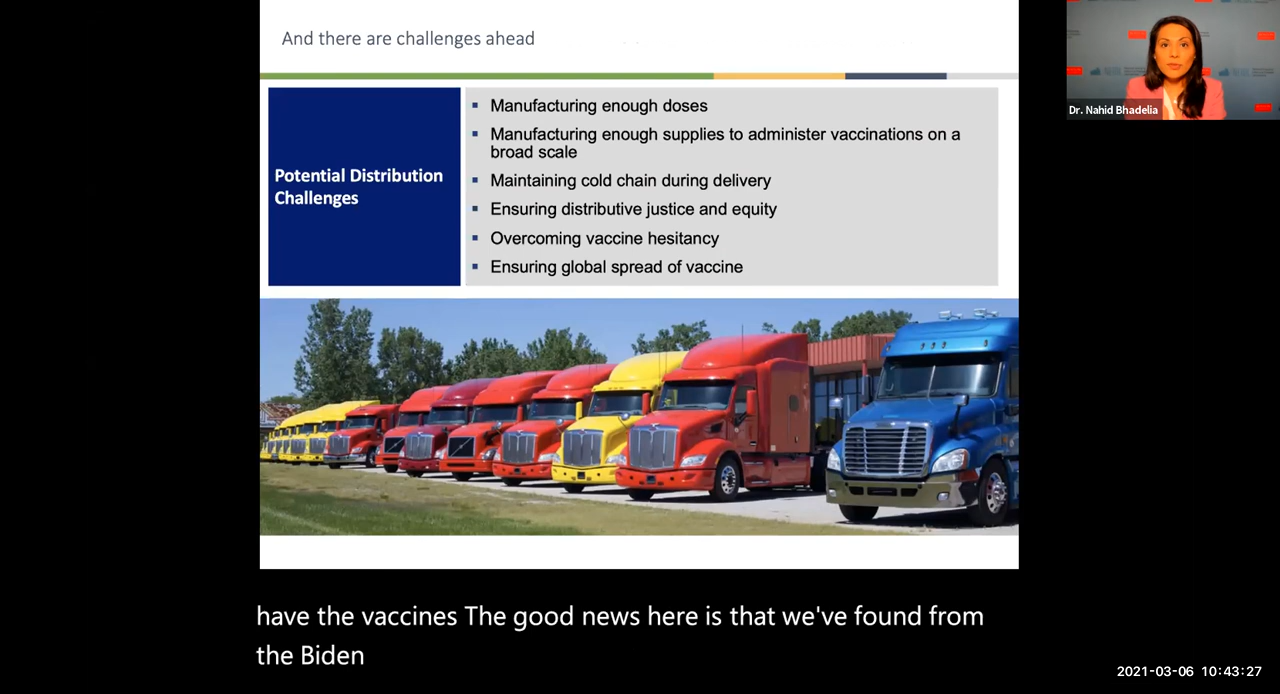 And there are challenges ahead
Dr. Nahid Bhadelia
Potential Distribution
Challenges
▪ Manufacturing enough doses
▪ Manufacturing enough supplies to administer vaccinations on a
broad scale
▪ Maintaining cold chain during delivery
▪ Ensuring distributive justice and equity
▪ Overcoming vaccine hesitancy
▪ Ensuring global spread of vaccine
have the vaccines The good news here is that we've found from
the Biden
2021-03-06 10:43:27